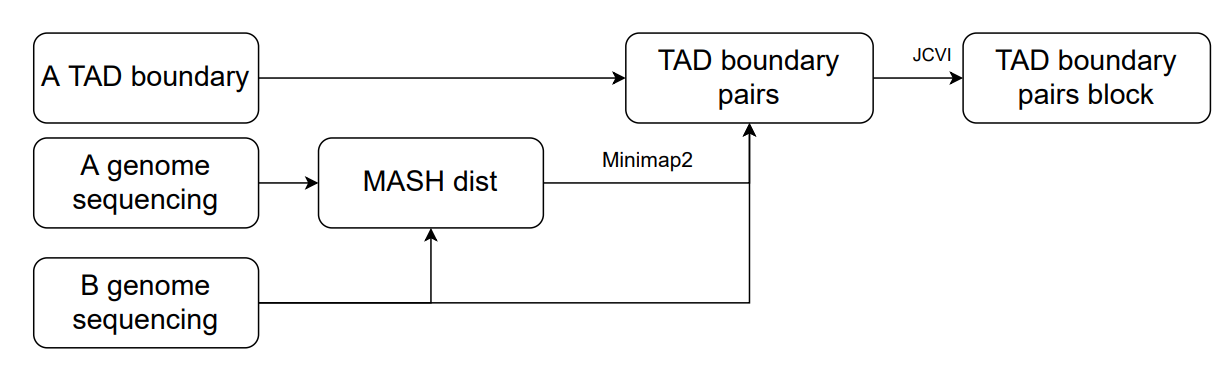 A TAD boundary
TAD boundary
pairs
JCVI
TAD boundary
pairs block
A genome
sequencing
MASH dist
Minimap2
B genome
sequencing